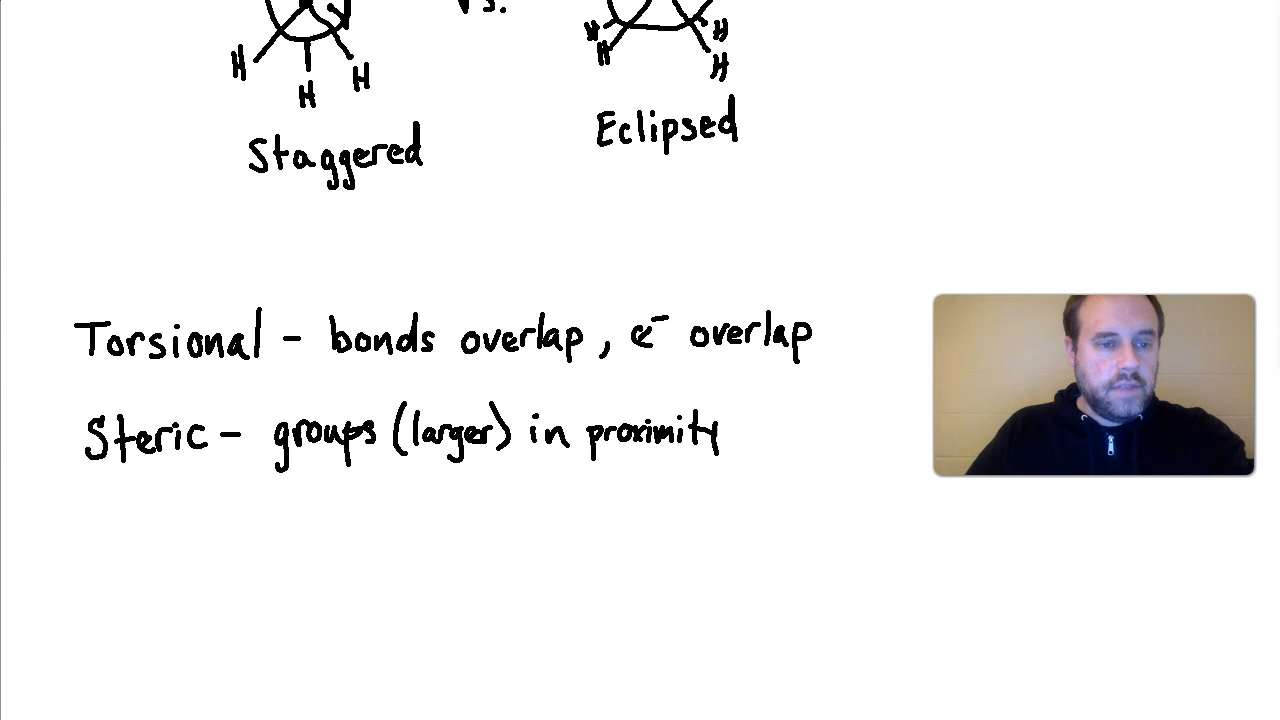 vs.
H
H
H
H
H
H
H
Staggered
Eclipsed
Torsional - bonds overlap, e⁻ overlap
Steric - groups (larger) in proximity